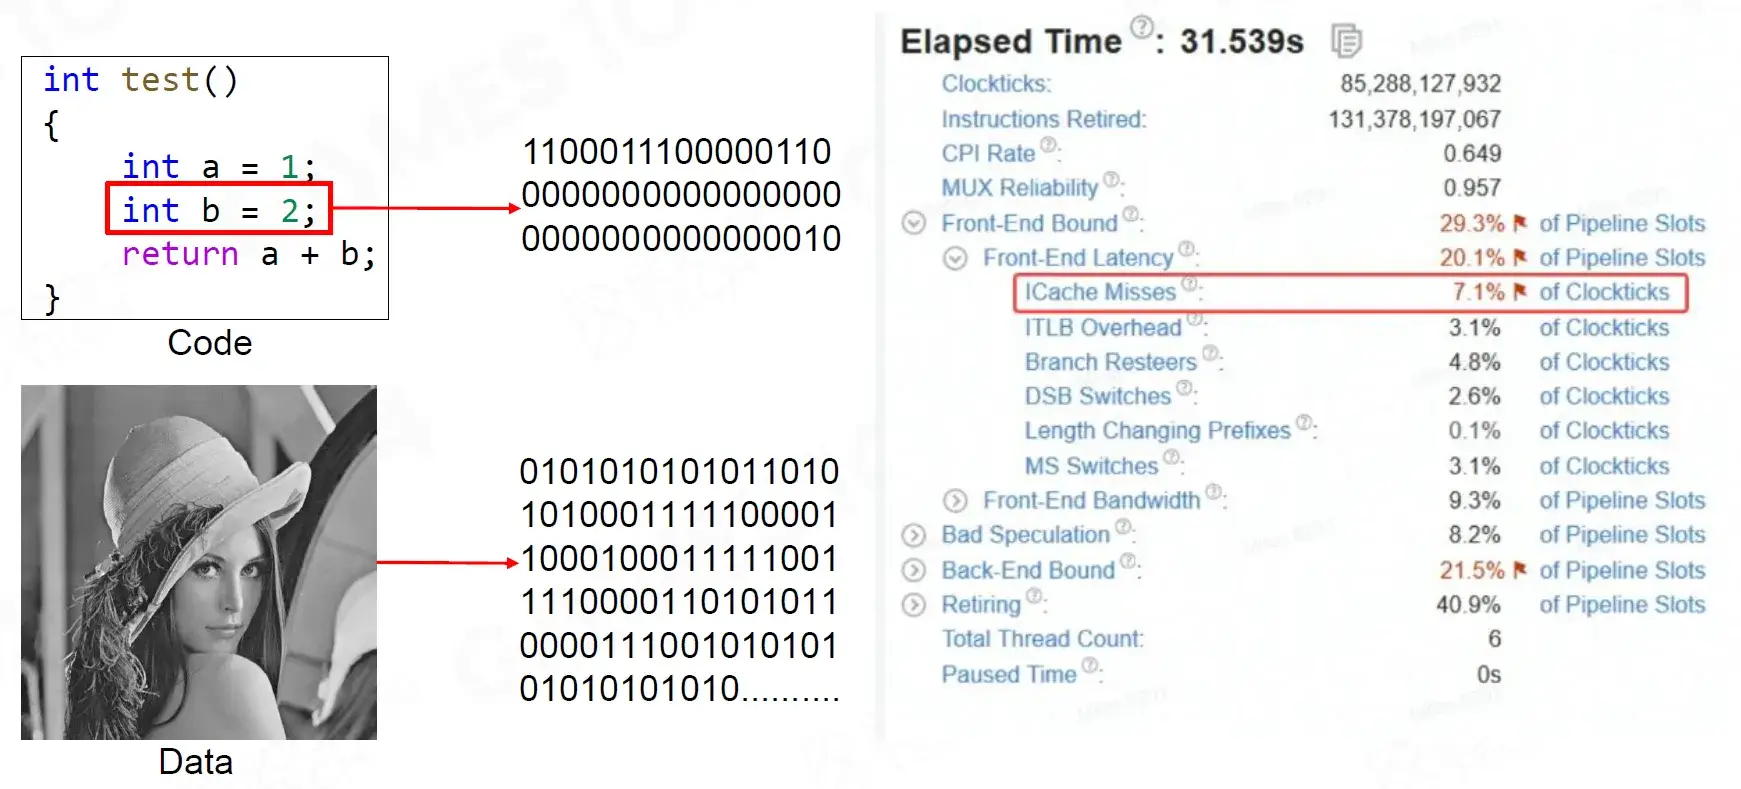 int test()
{
int a = 1;
int b = 2;
return a + b;
}
Code
1100011100000110
0000000000000000
0000000000000010
Data
0101010101011010
1010001111100001
1000100011111001
1110000110101011
0000111001010101
01010101010..........
Elapsed Time ?: 31.539s
Clockticks: 85,288,127,932
Instructions Retired: 131,378,197,067
CPI Rate ?: 0.649
MUX Reliability ?: 0.957
Front-End Bound ?: 29.3% of Pipeline Slots
Front-End Latency ?: 20.1% of Pipeline Slots
ICache Misses ?: 7.1% of Clockticks
ITLB Overhead ?: 3.1% of Clockticks
Branch Resteers ?: 4.8% of Clockticks
DSB Switches ?: 2.6% of Clockticks
Length Changing Prefixes ?: 0.1% of Clockticks
MS Switches ?: 3.1% of Clockticks
Front-End Bandwidth ?: 9.3% of Pipeline Slots
Bad Speculation ?: 8.2% of Pipeline Slots
Back-End Bound ?: 21.5% of Pipeline Slots
Retiring ?: 40.9% of Pipeline Slots
Total Thread Count: 6
Paused Time ?: 0s